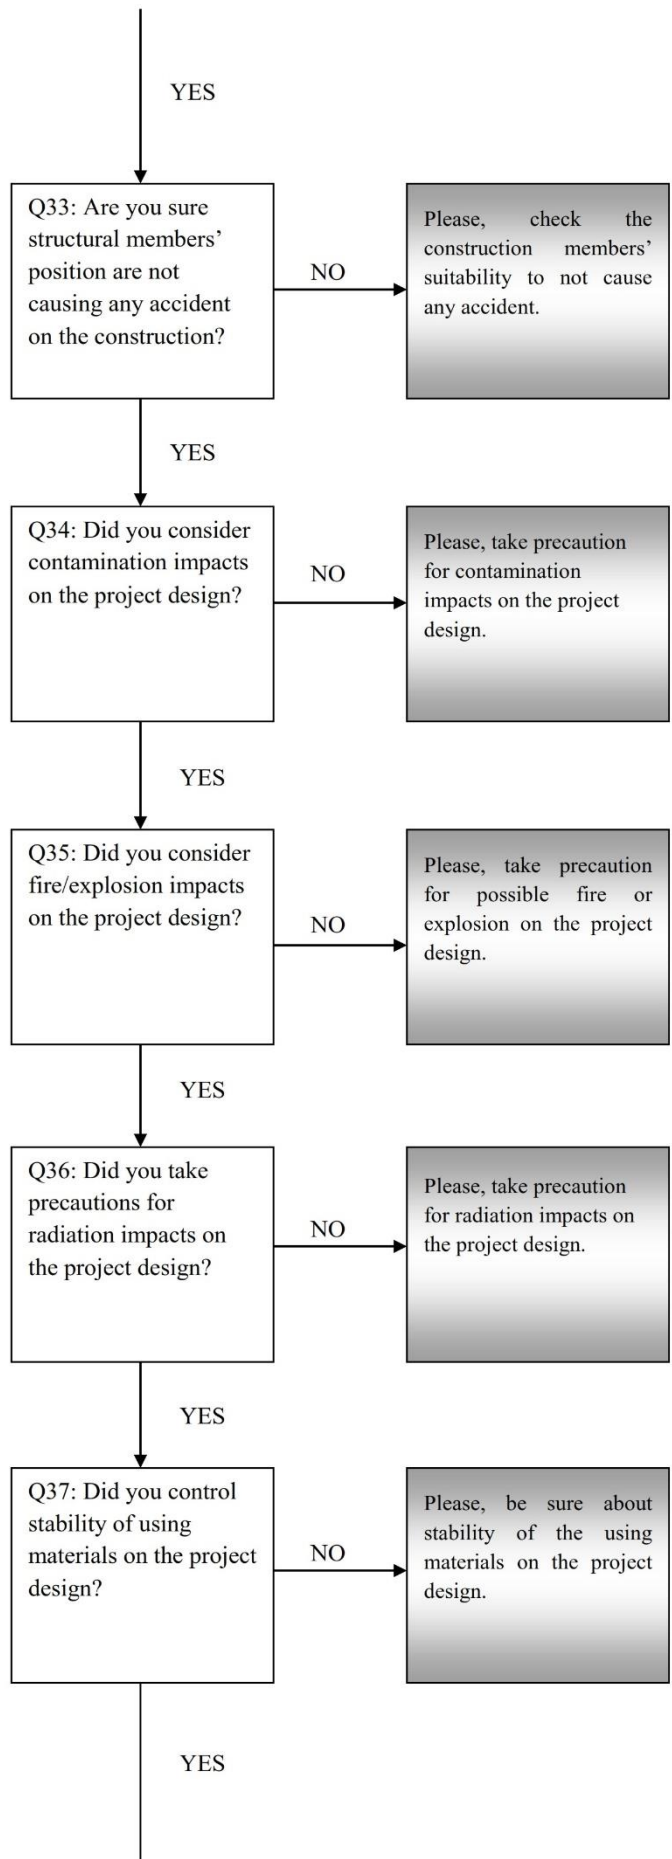 YES
Q33: Are you sure
structural members’
position are not
causing any accident
on the construction?
NO
Please, check the
construction members’
suitability to not cause
any accident.
YES
Q34: Did you consider
contamination impacts
on the project design?
NO
Please, take precaution
for contamination
impacts on the project
design.
YES
Q35: Did you consider
fire/explosion impacts
on the project design?
NO
Please, take precaution
for possible fire or
explosion on the project
design.
YES
Q36: Did you take
precautions for
radiation impacts on
the project design?
NO
Please, take precaution
for radiation impacts on
the project design.
YES
Q37: Did you control
stability of using
materials on the project
design?
NO
Please, be sure about
stability of the using
materials on the project
design.
YES